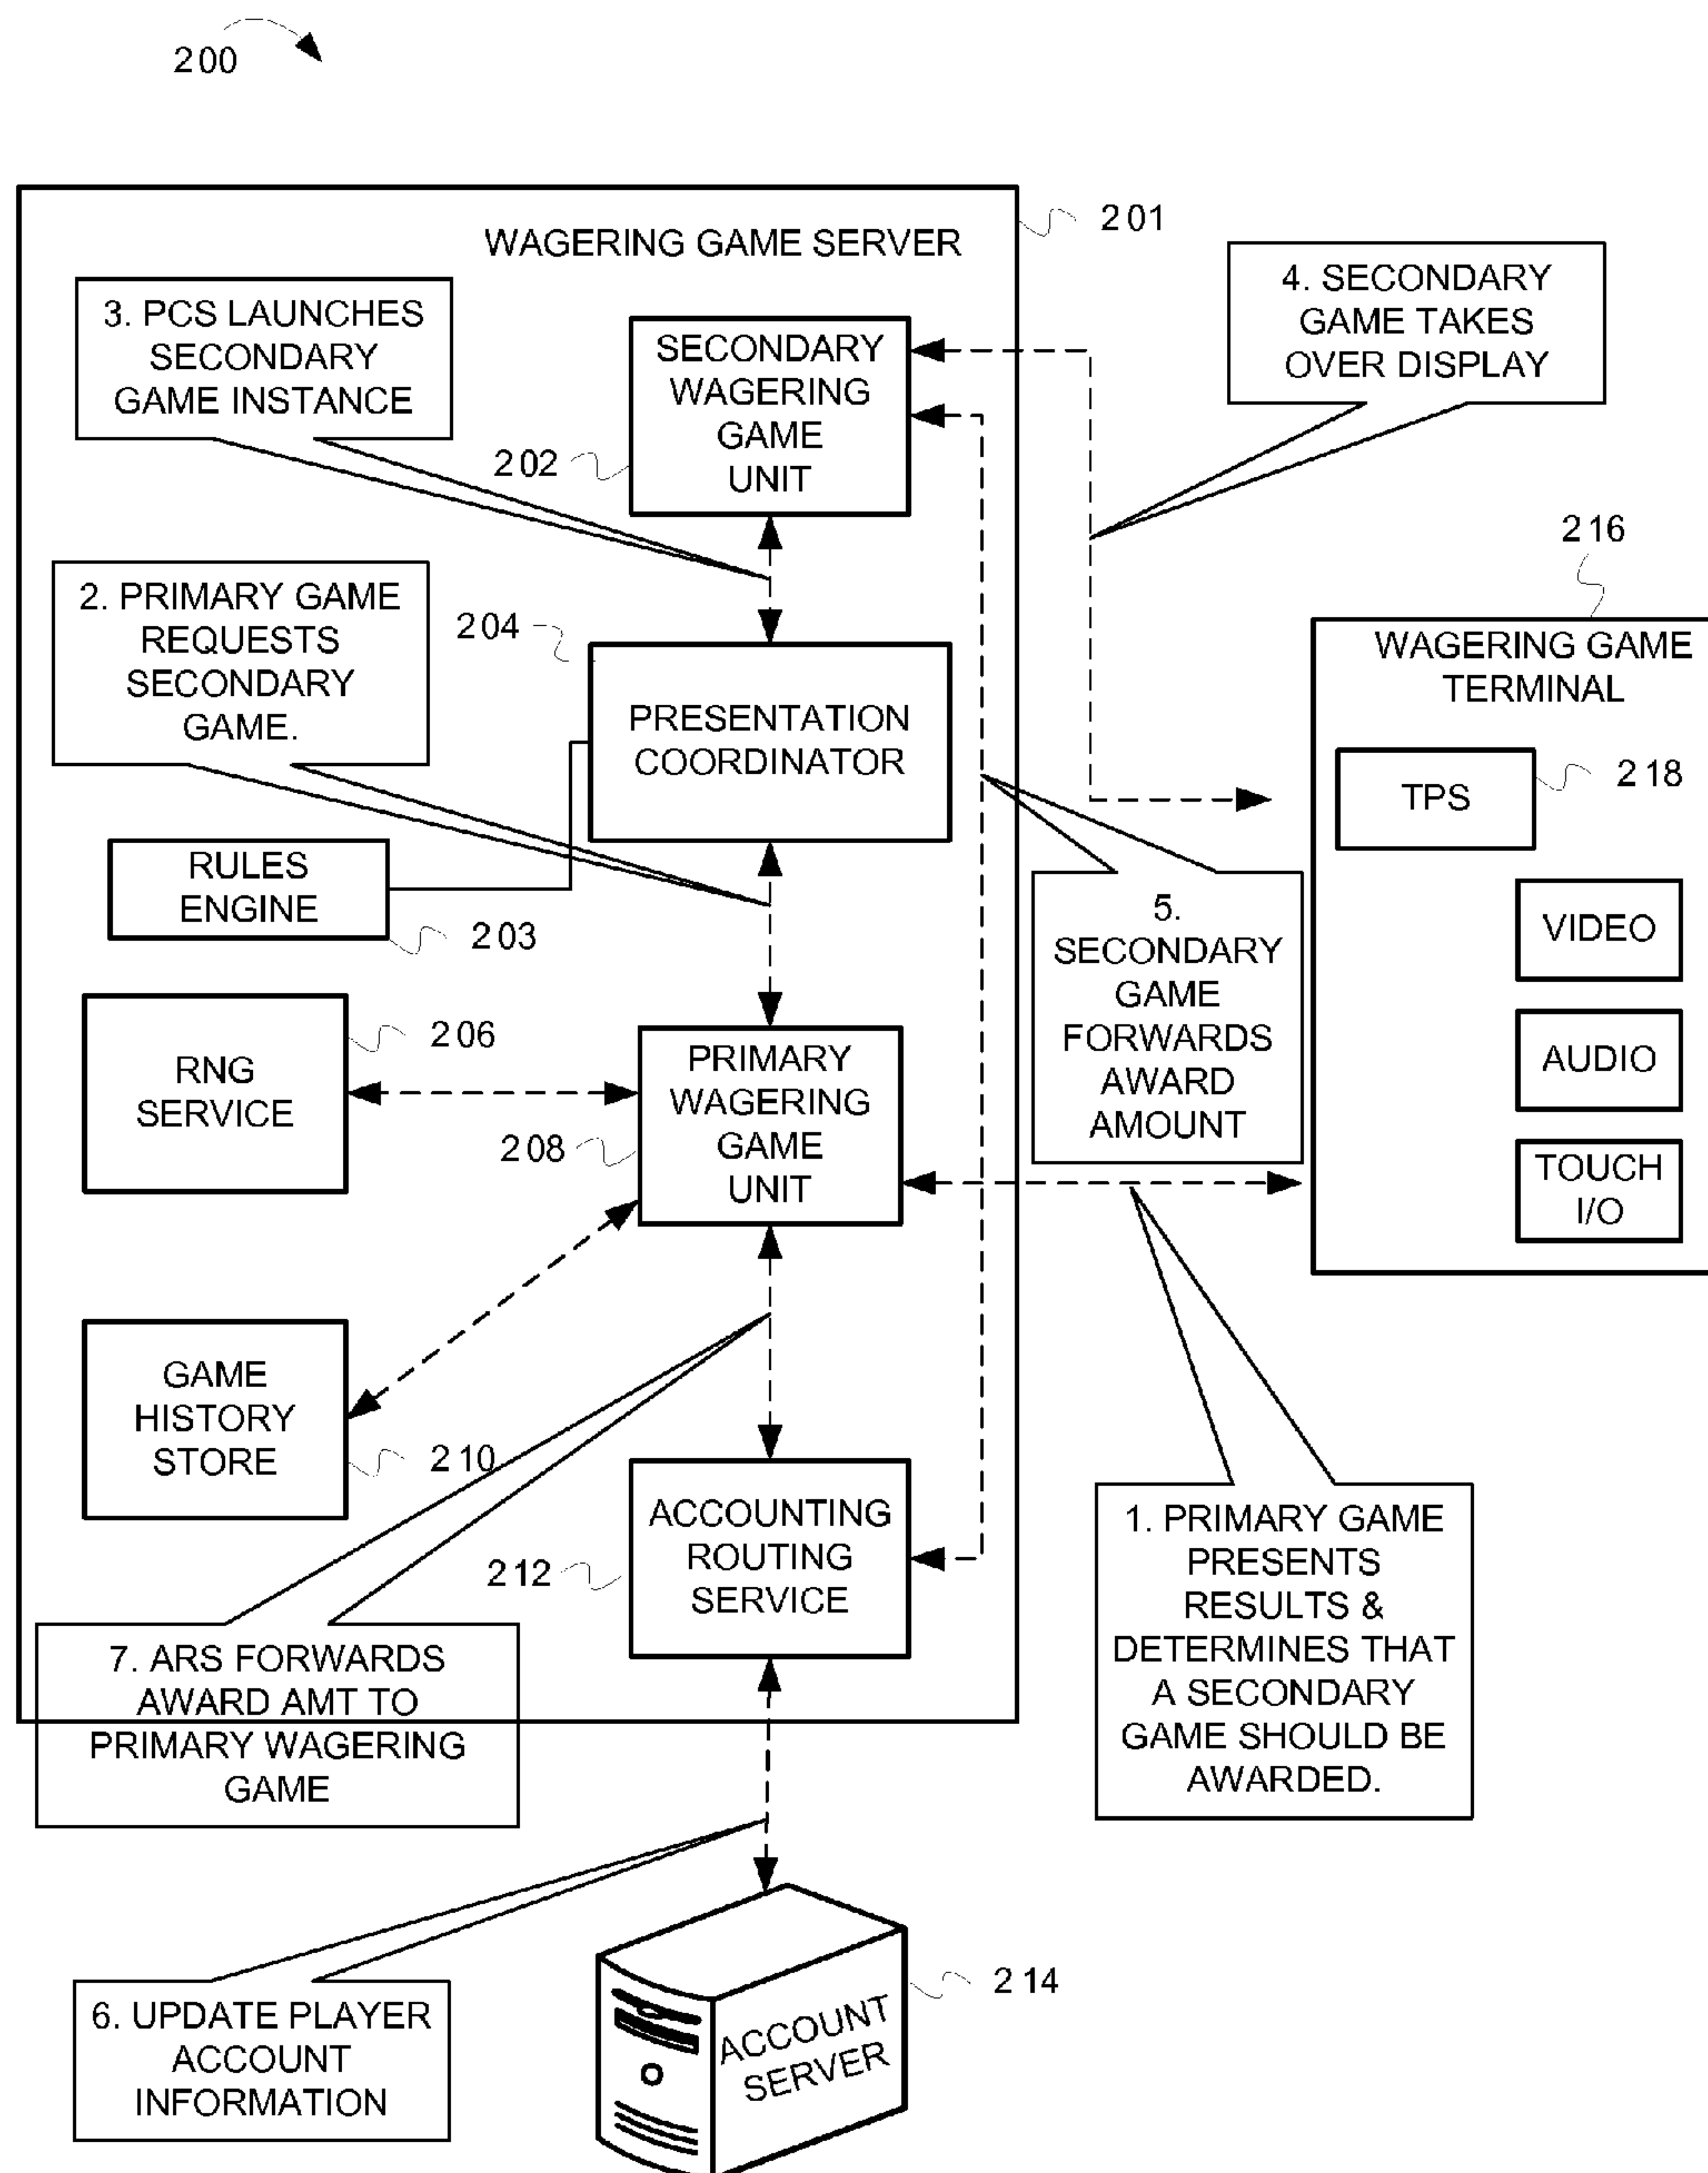 200
201
WAGERING GAME SERVER
3. PCS LAUNCHES
SECONDARY
GAME INSTANCE
SECONDARY
WAGERING
GAME
UNIT
202
4. SECONDARY
GAME TAKES
OVER DISPLAY
216
2. PRIMARY GAME
REQUESTS
SECONDARY
GAME.
204
PRESENTATION
COORDINATOR
WAGERING GAME
TERMINAL
TPS
218
VIDEO
AUDIO
TOUCH
I/O
RULES
ENGINE
203
5.
SECONDARY
GAME
FORWARDS
AWARD
AMOUNT
RNG
SERVICE
206
PRIMARY
WAGERING
GAME
UNIT
208
GAME
HISTORY
STORE
210
ACCOUNTING
ROUTING
SERVICE
212
1. PRIMARY GAME
PRESENTS
RESULTS &
DETERMINES THAT
A SECONDARY
GAME SHOULD BE
AWARDED.
7. ARS FORWARDS
AWARD AMT TO
PRIMARY WAGERING
GAME
6. UPDATE PLAYER
ACCOUNT
INFORMATION
214
ACCOUNT
SERVER